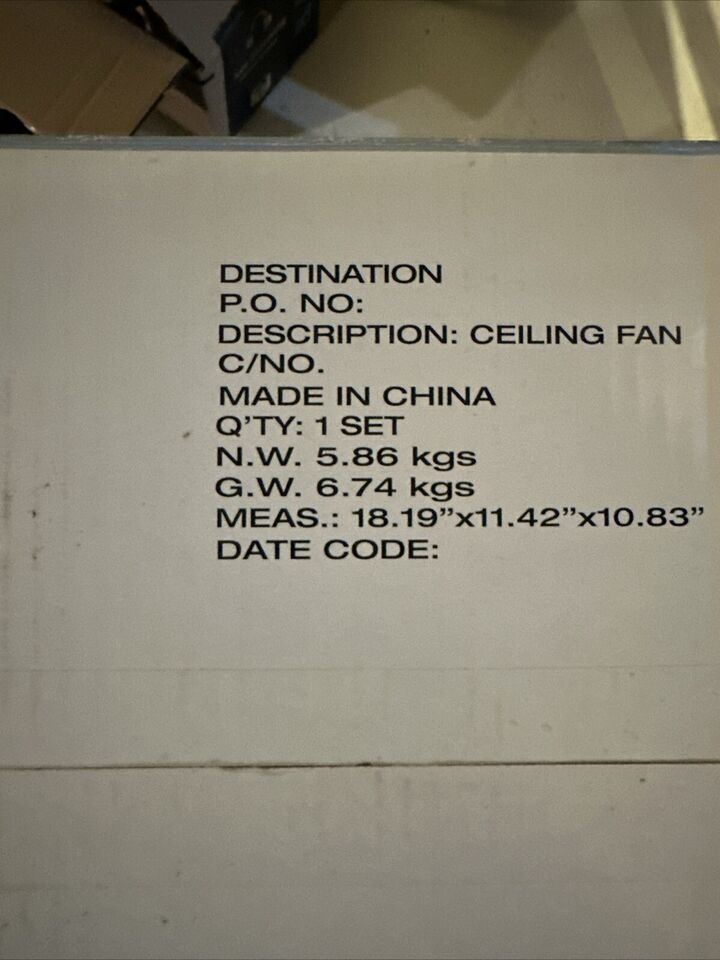 DESTINATION
P.O. NO:
DESCRIPTION: CEILING FAN
C/NO.
MADE IN CHINA
Q'TY: 1 SET
N.W. 5.86 kgs
G.W. 6.74 kgs
MEAS.: 18.19”x11.42”x10.83”
DATE CODE: